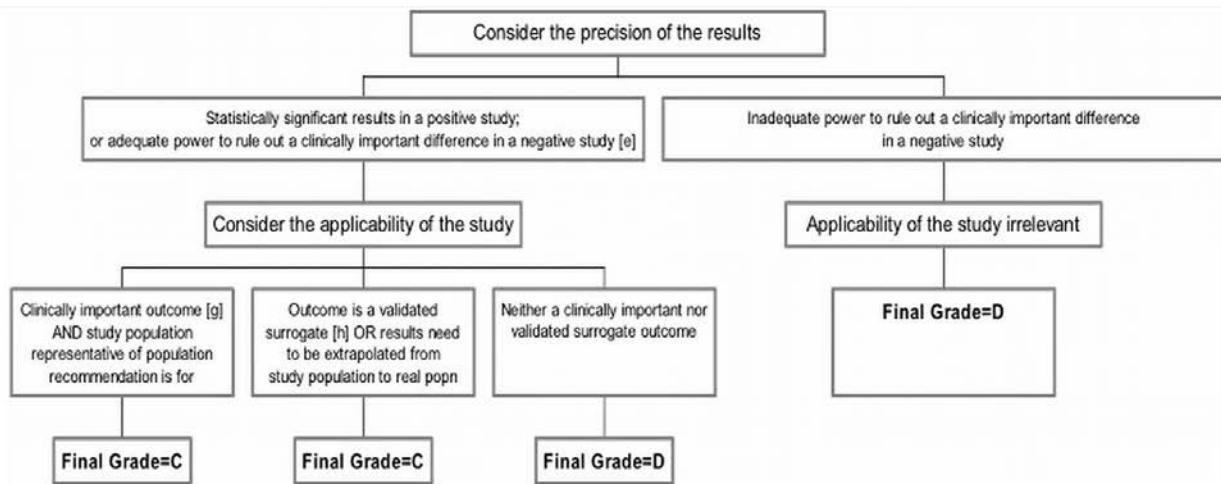 Consider the precision of the results
Statistically significant results in a positive study;
or adequate power to rule out a clinically important difference in a negative study [e]
Inadequate power to rule out a clinically important difference
in a negative study
Consider the applicability of the study
Applicability of the study irrelevant
Clinically important outcome [g]
AND study population
representative of population
recommendation is for
Outcome is a validated
surrogate [h] OR results need
to be extrapolated from
study population to real popn
Neither a clinically important nor
validated surrogate outcome
Final Grade=D
Final Grade=C
Final Grade=C
Final Grade=D